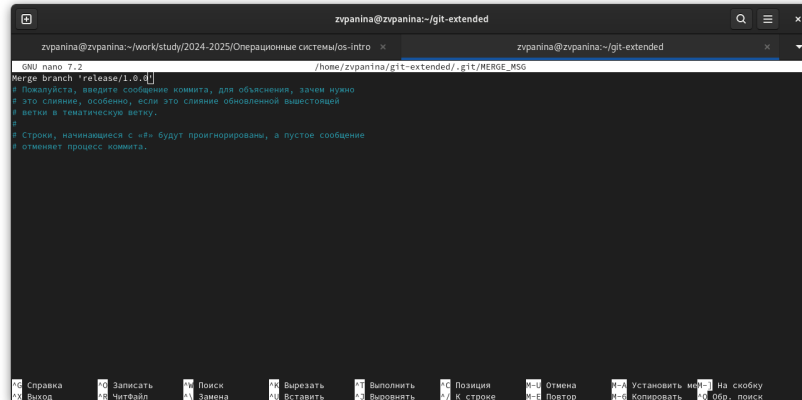 zvpanina@zvpanina:~/git-extended
zvpanina@zvpanina:~/work/study/2024-2025/Операционные системы/os-intro ×
zvpanina@zvpanina:~/git-extended ×
GNU nano 7.2 /home/zvpanina/git-extended/.git/MERGE_MSG
Merge branch 'release/1.0.0'
# Пожалуйста, введите сообщение коммита, для объяснения, зачем нужно
# это слияние, особенно, если это слияние обновленной вышестоящей
# ветки в тематическую ветку.
#
# Строки, начинающиеся с «#» будут проигнорированы, а пустое сообщение
# отменяет процесс коммита.
^G Справка ^O Записать ^W Поиск ^K Вырезать ^T Выполнить ^C Позиция M-U Отмена M-A Установить ме M-] На скобку
^X Выход ^R ЧитФайл ^\ Замена ^U Вставить ^J Выровнять ^/ К строке M-E Повтор M-6 Копировать ^Q Обр. поиск